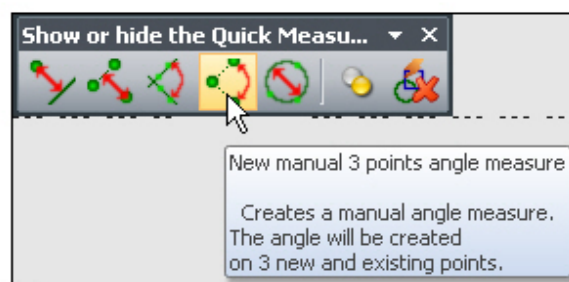 Show or hide the Quick Measu...
New manual 3 points angle measure
Creates a manual angle measure.
The angle will be created
on 3 new and existing points.